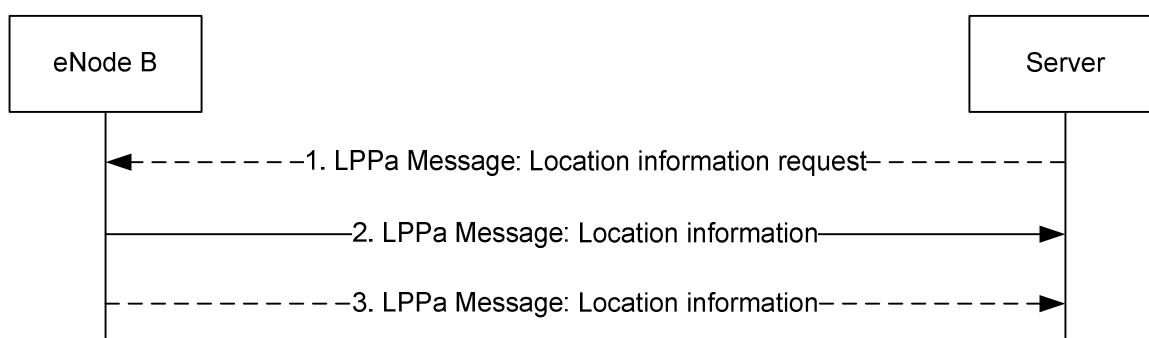 eNode B
Server
1. LPPa Message: Location information request
2. LPPa Message: Location information
3. LPPa Message: Location information